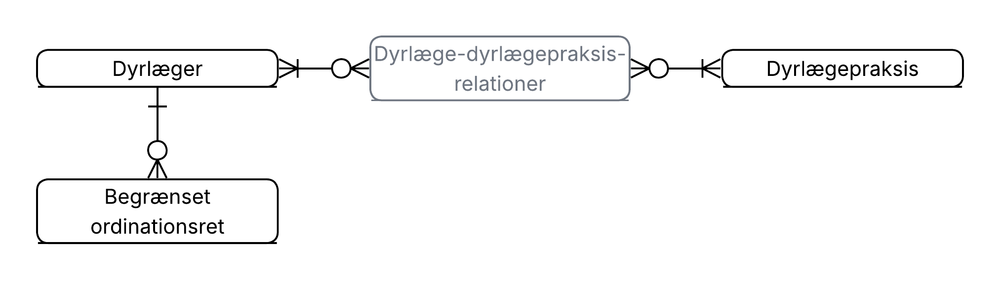 Dyrlæger
Dyrlæge-dyrlægepraksis-
relationer
Dyrlægepraksis
Begrænset
ordinationsret